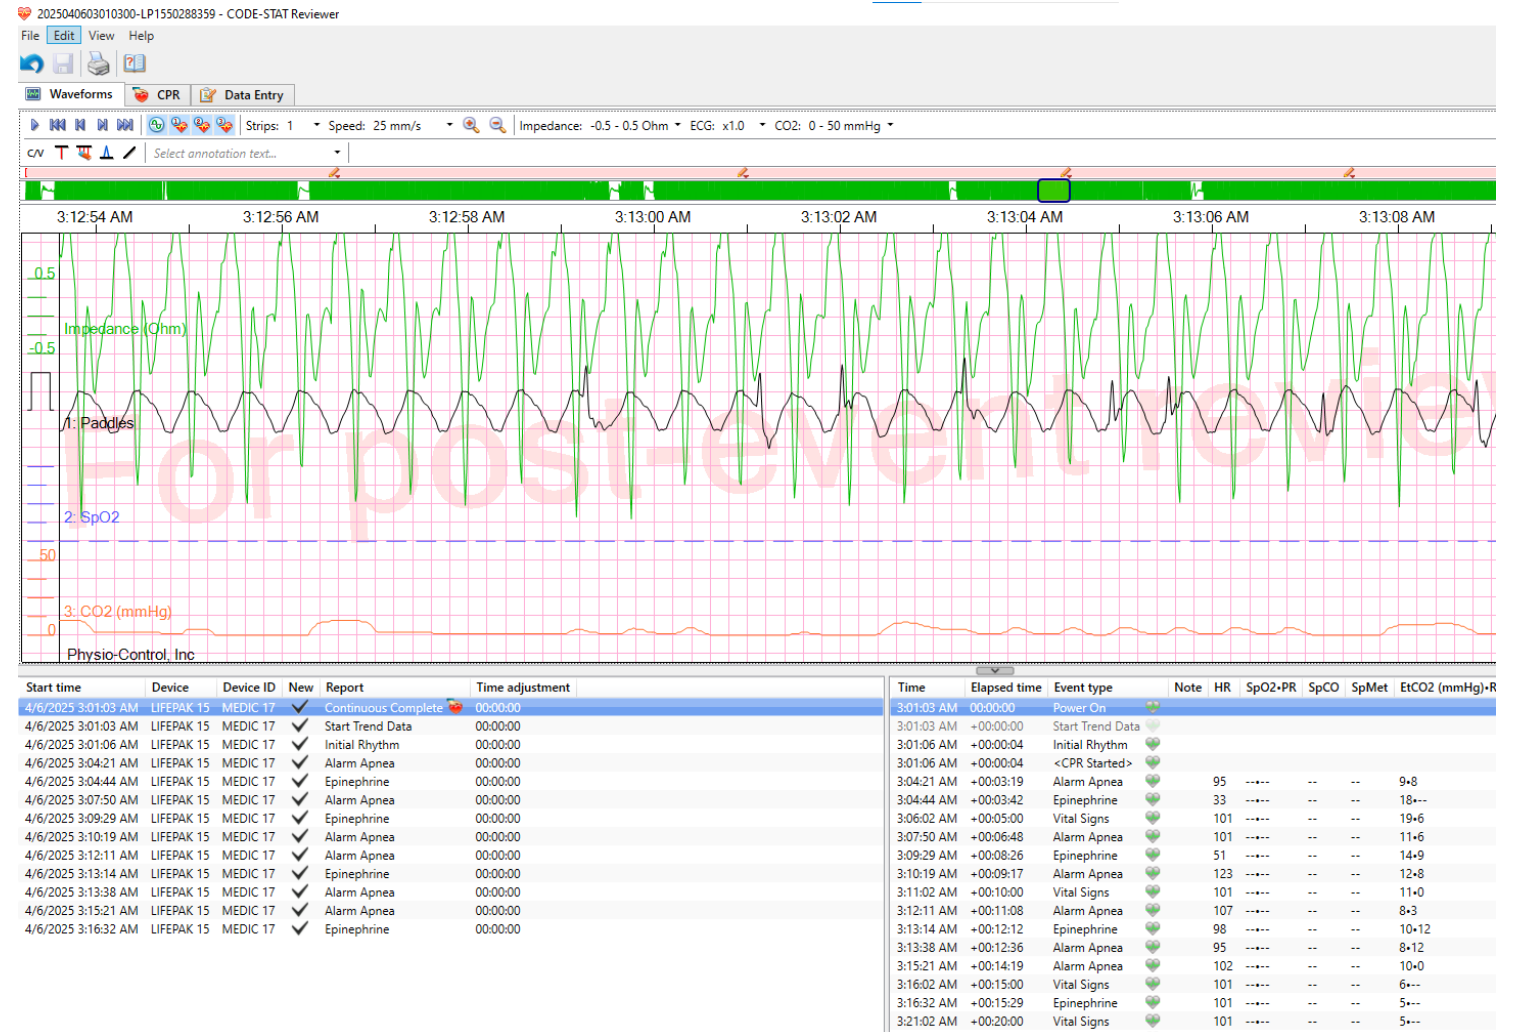 2025040603010300-LP1550288359 - CODE-STAT Reviewer
File Edit View Help
Waveforms CPR Data Entry
Strips: 1 Speed: 25 mm/s Impedance: -0.5 - 0.5 Ohm ECG: x1.0 CO2: 0 - 50 mmHg
C/V Select annotation text...
3:12:54 AM 3:12:56 AM 3:12:58 AM 3:13:00 AM 3:13:02 AM 3:13:04 AM 3:13:06 AM 3:13:08 AM
0.5
Impedance (Ohm)
-0.5
1: Paddles
For post-event review
2: SpO2
50
3: CO2 (mmHg)
0
Physio-Control, Inc
Start time Device Device ID New Report Time adjustment
4/6/2025 3:01:03 AM LIFEPAK 15 MEDIC 17 Continuous Complete 00:00:00
4/6/2025 3:01:03 AM LIFEPAK 15 MEDIC 17 Start Trend Data 00:00:00
4/6/2025 3:01:06 AM LIFEPAK 15 MEDIC 17 Initial Rhythm 00:00:00
4/6/2025 3:04:21 AM LIFEPAK 15 MEDIC 17 Alarm Apnea 00:00:00
4/6/2025 3:04:44 AM LIFEPAK 15 MEDIC 17 Epinephrine 00:00:00
4/6/2025 3:07:50 AM LIFEPAK 15 MEDIC 17 Alarm Apnea 00:00:00
4/6/2025 3:09:29 AM LIFEPAK 15 MEDIC 17 Epinephrine 00:00:00
4/6/2025 3:10:19 AM LIFEPAK 15 MEDIC 17 Alarm Apnea 00:00:00
4/6/2025 3:12:11 AM LIFEPAK 15 MEDIC 17 Alarm Apnea 00:00:00
4/6/2025 3:13:14 AM LIFEPAK 15 MEDIC 17 Epinephrine 00:00:00
4/6/2025 3:13:38 AM LIFEPAK 15 MEDIC 17 Alarm Apnea 00:00:00
4/6/2025 3:15:21 AM LIFEPAK 15 MEDIC 17 Alarm Apnea 00:00:00
4/6/2025 3:16:32 AM LIFEPAK 15 MEDIC 17 Epinephrine 00:00:00
Time Elapsed time Event type Note HR SpO2•PR SpCO SpMet EtCO2 (mmHg)•R
3:01:03 AM 00:00:00 Power On
3:01:03 AM +00:00:00 Start Trend Data
3:01:06 AM +00:00:04 Initial Rhythm
3:01:06 AM +00:00:04 <CPR Started>
3:04:21 AM +00:03:19 Alarm Apnea 95 --•-- -- -- 9•8
3:04:44 AM +00:03:42 Epinephrine 33 --•-- -- -- 18•--
3:06:02 AM +00:05:00 Vital Signs 101 --•-- -- -- 19•6
3:07:50 AM +00:06:48 Alarm Apnea 101 --•-- -- -- 11•6
3:09:29 AM +00:08:26 Epinephrine 51 --•-- -- -- 14•9
3:10:19 AM +00:09:17 Alarm Apnea 123 --•-- -- -- 12•8
3:11:02 AM +00:10:00 Vital Signs 101 --•-- -- -- 11•0
3:12:11 AM +00:11:08 Alarm Apnea 107 --•-- -- -- 8•3
3:13:14 AM +00:12:12 Epinephrine 98 --•-- -- -- 10•12
3:13:38 AM +00:12:36 Alarm Apnea 95 --•-- -- -- 8•12
3:15:21 AM +00:14:19 Alarm Apnea 102 --•-- -- -- 10•0
3:16:02 AM +00:15:00 Vital Signs 101 --•-- -- -- 6•--
3:16:32 AM +00:15:29 Epinephrine 101 --•-- -- -- 5•--
3:21:02 AM +00:20:00 Vital Signs 101 --•-- -- -- 5•--